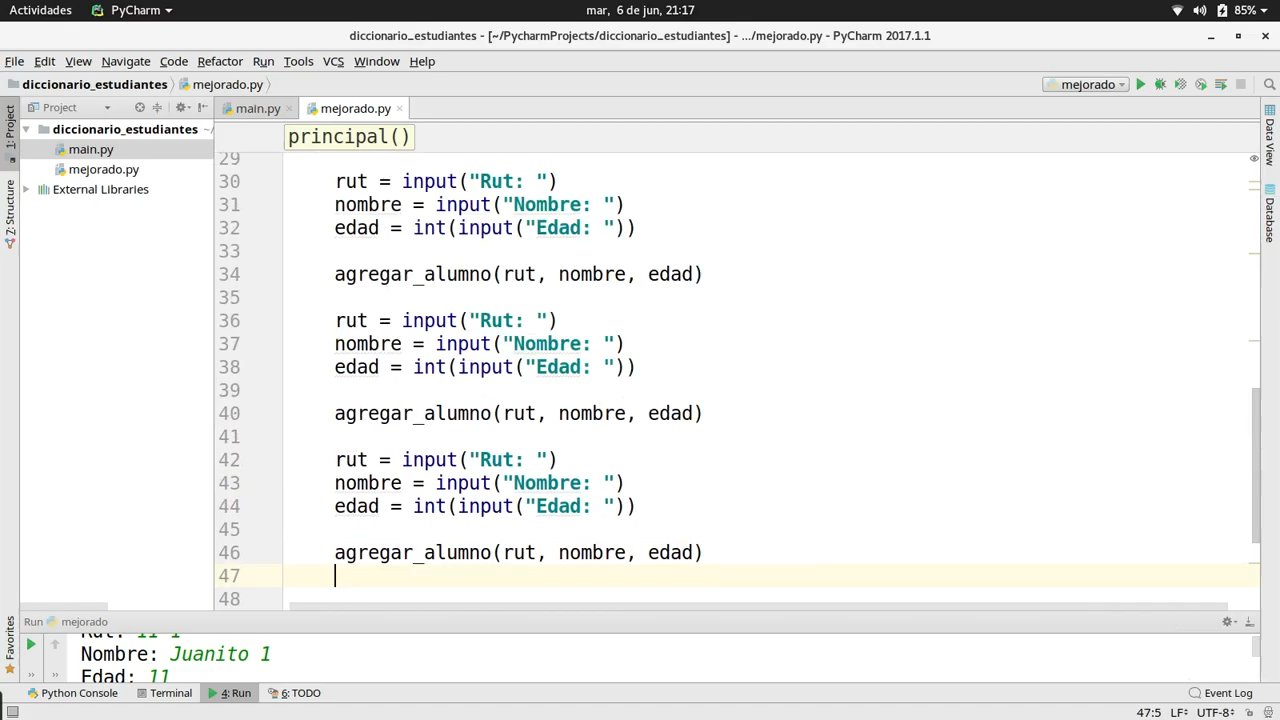 Actividades PyCharm mar, 6 de jun, 21:17 85%
diccionario_estudiantes - [~/PycharmProjects/diccionario_estudiantes] - .../mejorado.py - PyCharm 2017.1.1
File Edit View Navigate Code Refactor Run Tools VCS Window Help
diccionario_estudiantes mejorado.py mejorado
Project main.py mejorado.py
diccionario_estudiantes ~/
main.py
mejorado.py
External Libraries
1: Project
Z: Structure
Favorites
Data View
Database
principal()
29
30 rut = input("Rut: ")
31 nombre = input("Nombre: ")
32 edad = int(input("Edad: "))
33
34 agregar_alumno(rut, nombre, edad)
35
36 rut = input("Rut: ")
37 nombre = input("Nombre: ")
38 edad = int(input("Edad: "))
39
40 agregar_alumno(rut, nombre, edad)
41
42 rut = input("Rut: ")
43 nombre = input("Nombre: ")
44 edad = int(input("Edad: "))
45
46 agregar_alumno(rut, nombre, edad)
47
48
Run mejorado
Rut: 11-1
Nombre: Juanito 1
Edad: 11
Python Console Terminal 4: Run 6: TODO Event Log
47:5 LF UTF-8